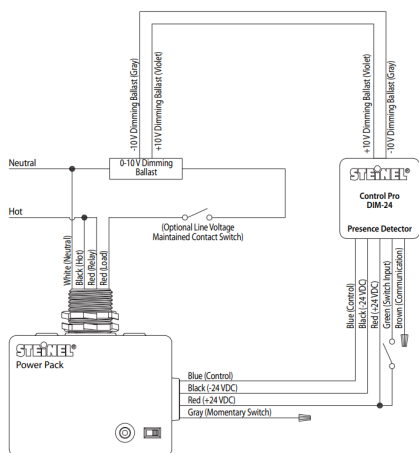 -10 V Dimming Ballast (Gray)
+10 V Dimming Ballast (Violet)
+10 V Dimming Ballast (Violet)
-10 V Dimming Ballast (Gray)
Neutral
0-10 V Dimming
Ballast
STEINEL®
Control Pro
DIM-24
Presence Detector
Hot
(Optional Line Voltage
Maintained Contact Switch)
White (Neutral)
Black (Hot)
Red (Relay)
Red (Load)
Blue (Control)
Black (-24 VDC)
Red (+24 VDC)
Green (Switch Input)
Brown (Communication)
STEINEL®
Power Pack
Blue (Control)
Black (-24 VDC)
Red (+24 VDC)
Gray (Momentary Switch)